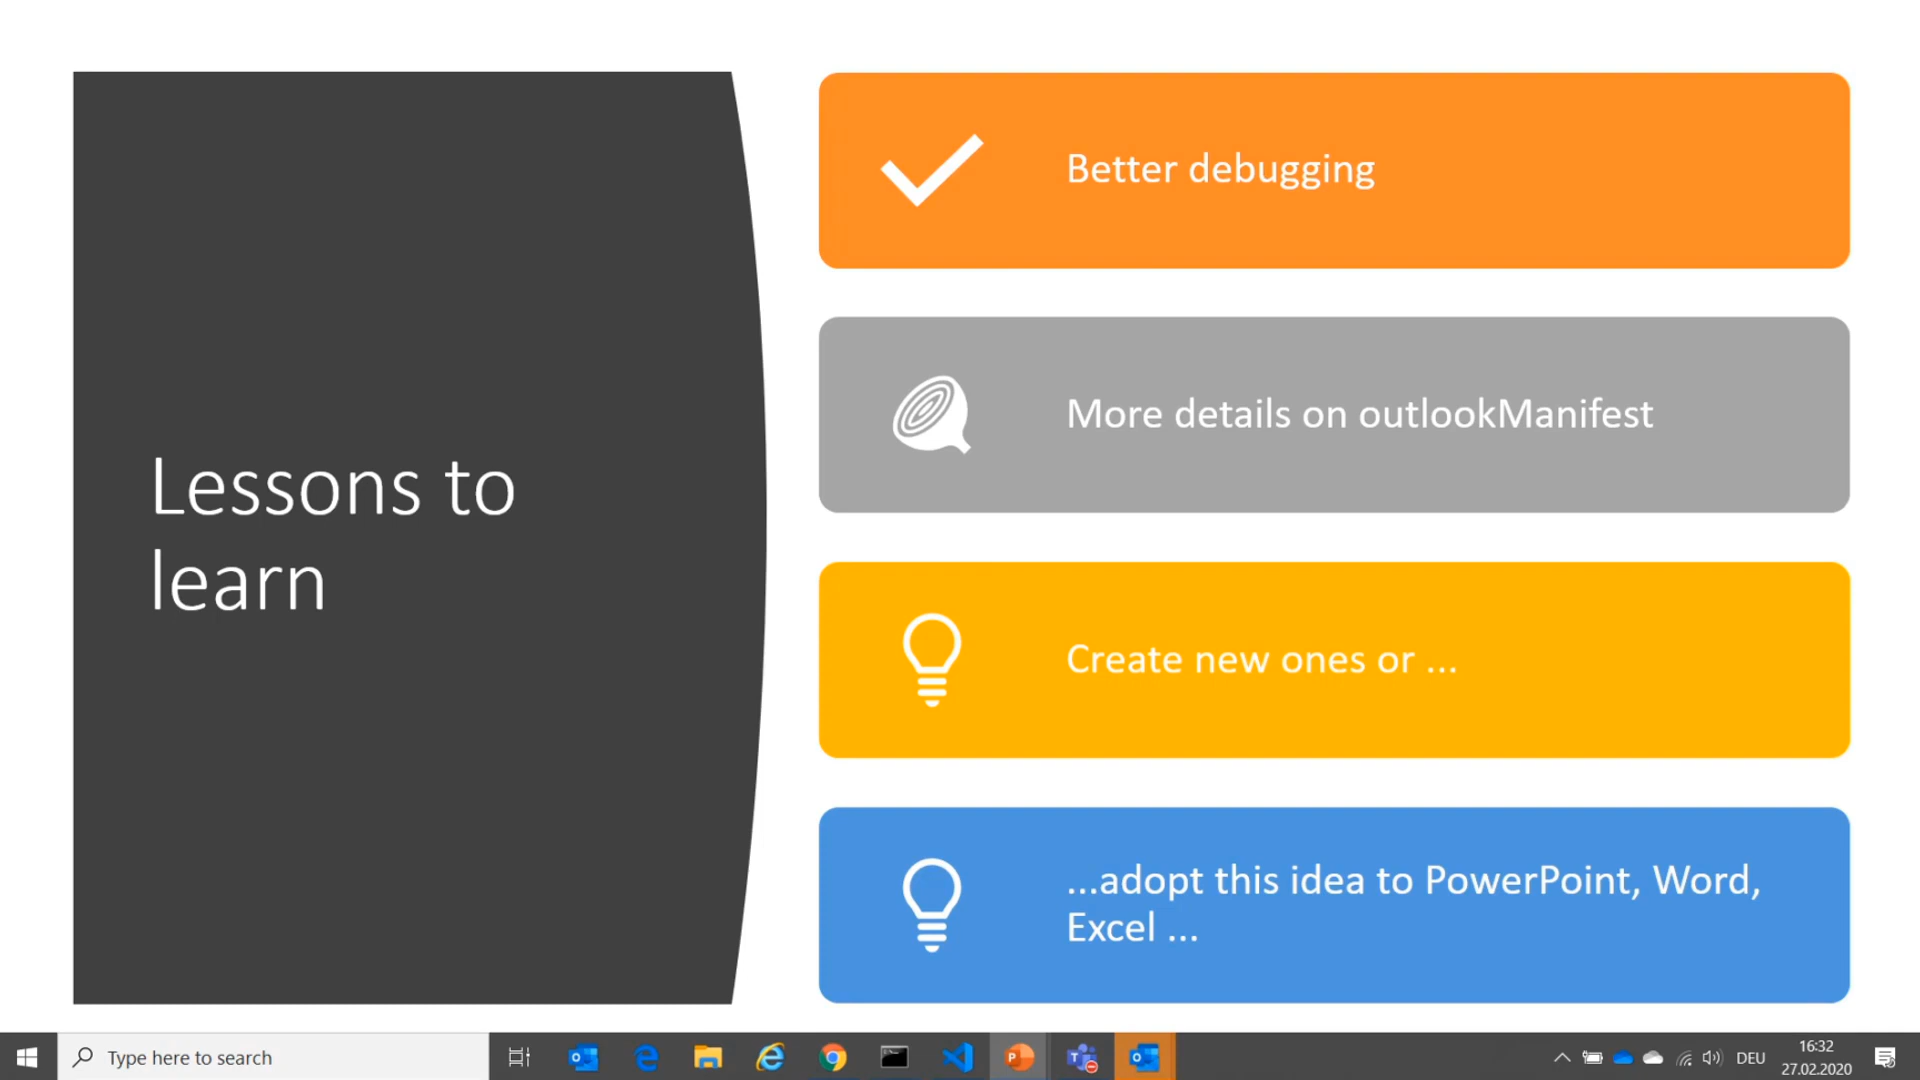 Lessons to
learn
Better debugging
More details on outlookManifest
Create new ones or ...
...adopt this idea to PowerPoint, Word,
Excel ...
Type here to search
DEU
16:32
27.02.2020